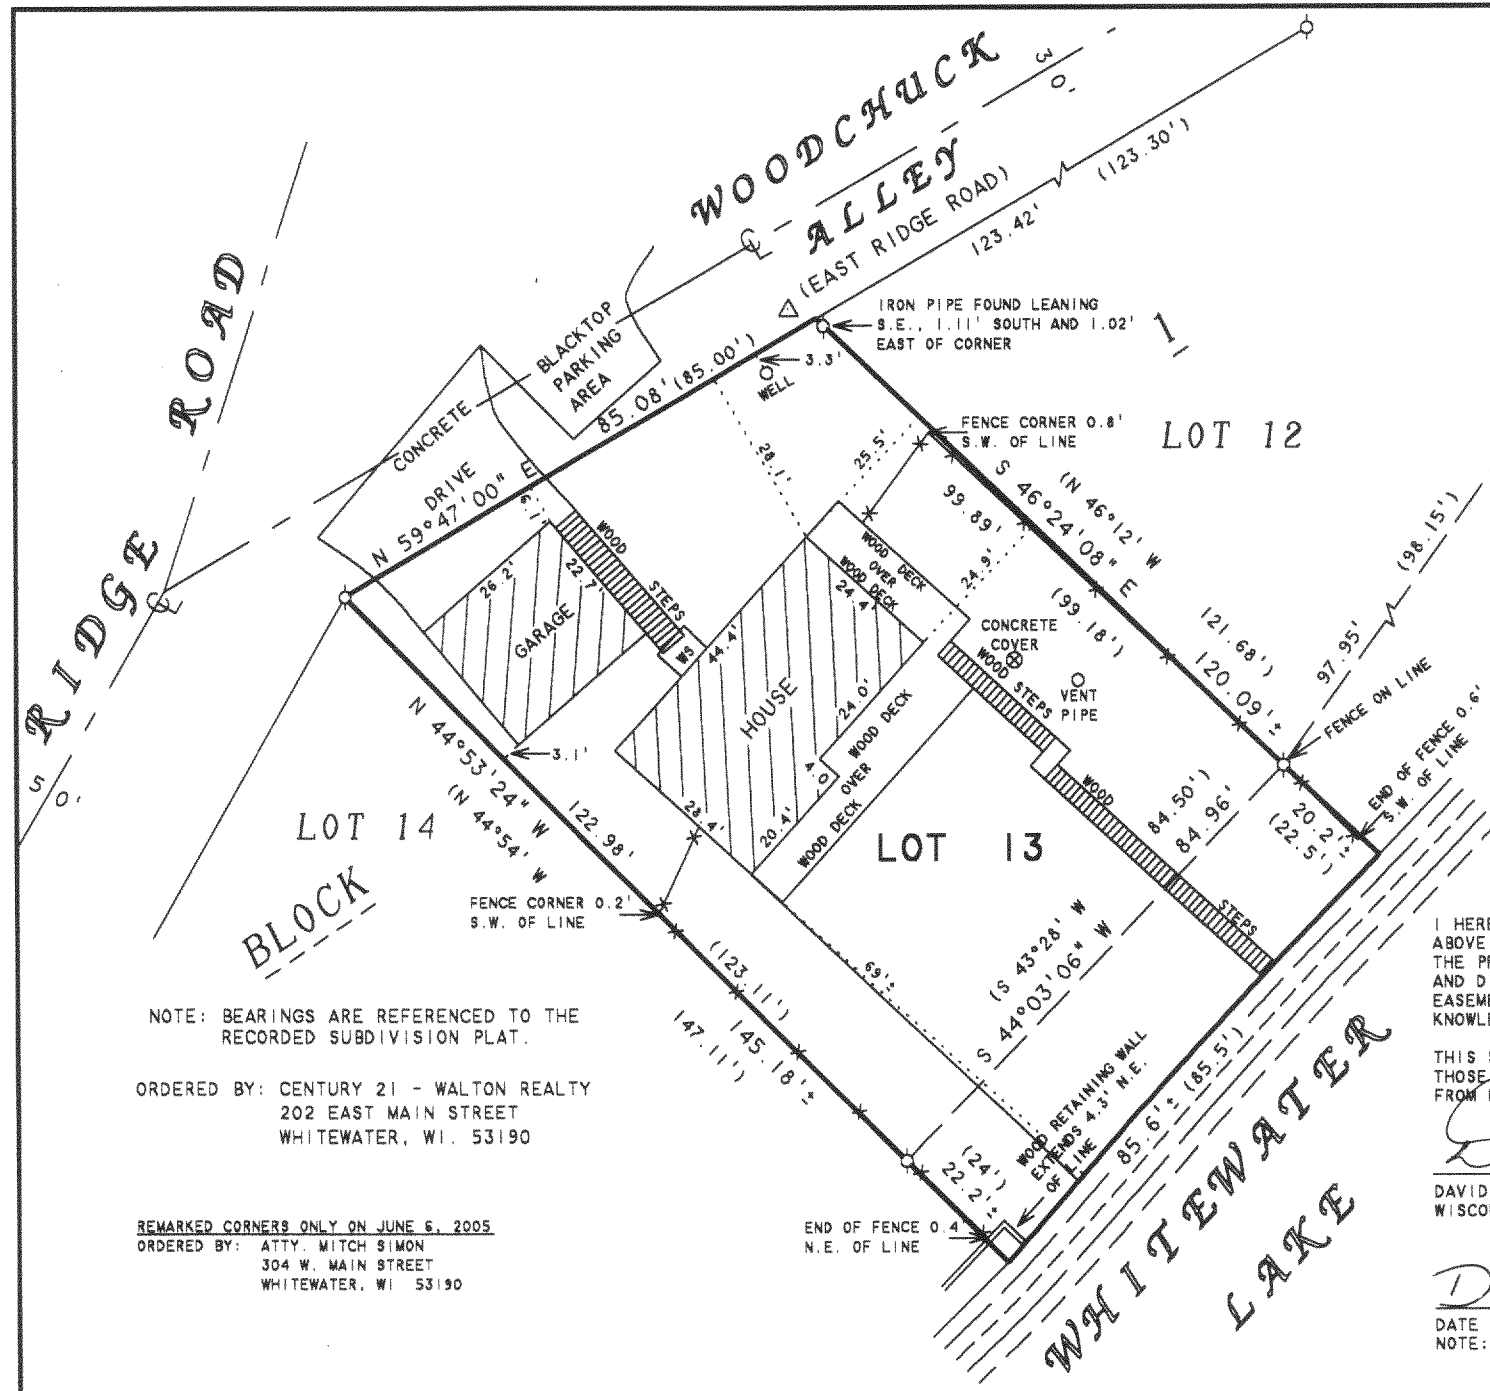 WOODCHUCK
ALLEY
(EAST RIDGE ROAD)
30'
(123.30')
123.42'
RIDGE ROAD
50'
CONCRETE
DRIVE
BLACKTOP
PARKING
AREA
85.08' (85.00')
N 59°47'00" E
3.3'
WELL
IRON PIPE FOUND LEANING
S.E., 1.11' SOUTH AND 1.02'
EAST OF CORNER
1
LOT 12
FENCE CORNER 0.8'
S.W. OF LINE
S 46°24'08" E
(N 46°12' W
99.89'
(99.18')
121.68')
120.09'±
97.95'
(98.15')
FENCE ON LINE
END OF FENCE 0.6'
S.W. OF LINE
20.2'±
(22.5')
28.1'
25.5'
24.9'
6.1'
WOOD
STEPS
WS
26.2'
22.7'
GARAGE
3.1'
WOOD DECK
OVER
WOOD DECK
24.4'
44.4'
HOUSE
24.0'
4.0
20.4'
28.4'
WOOD DECK
OVER
WOOD DECK
CONCRETE
COVER
VENT
PIPE
WOOD STEPS
WOOD
STEPS
LOT 13
84.50')
84.96'
(S 43°28' W
S 44°03'06" W
N 44°53'24" W
(N 44°54' W
122.98'
(123.11')
145.18'±
147.11')
LOT 14
BLOCK
FENCE CORNER 0.2'
S.W. OF LINE
69'±
WOOD RETAINING WALL
EXTENDS 4.3' N.E.
OF LINE
85.6'± (85.5')
(24')
22.2'±
END OF FENCE 0.4
N.E. OF LINE
WHITEWATER
LAKE
NOTE: BEARINGS ARE REFERENCED TO THE
RECORDED SUBDIVISION PLAT.
ORDERED BY: CENTURY 21 - WALTON REALTY
202 EAST MAIN STREET
WHITEWATER, WI. 53190
REMARKED CORNERS ONLY ON JUNE 6, 2005
ORDERED BY: ATTY. MITCH SIMON
304 W. MAIN STREET
WHITEWATER, WI 53190
I HERE
ABOVE
THE PR
AND D
EASEME
KNOWLE
THIS S
THOSE
FROM
DAVID
WISCO
DATE
NOTE: